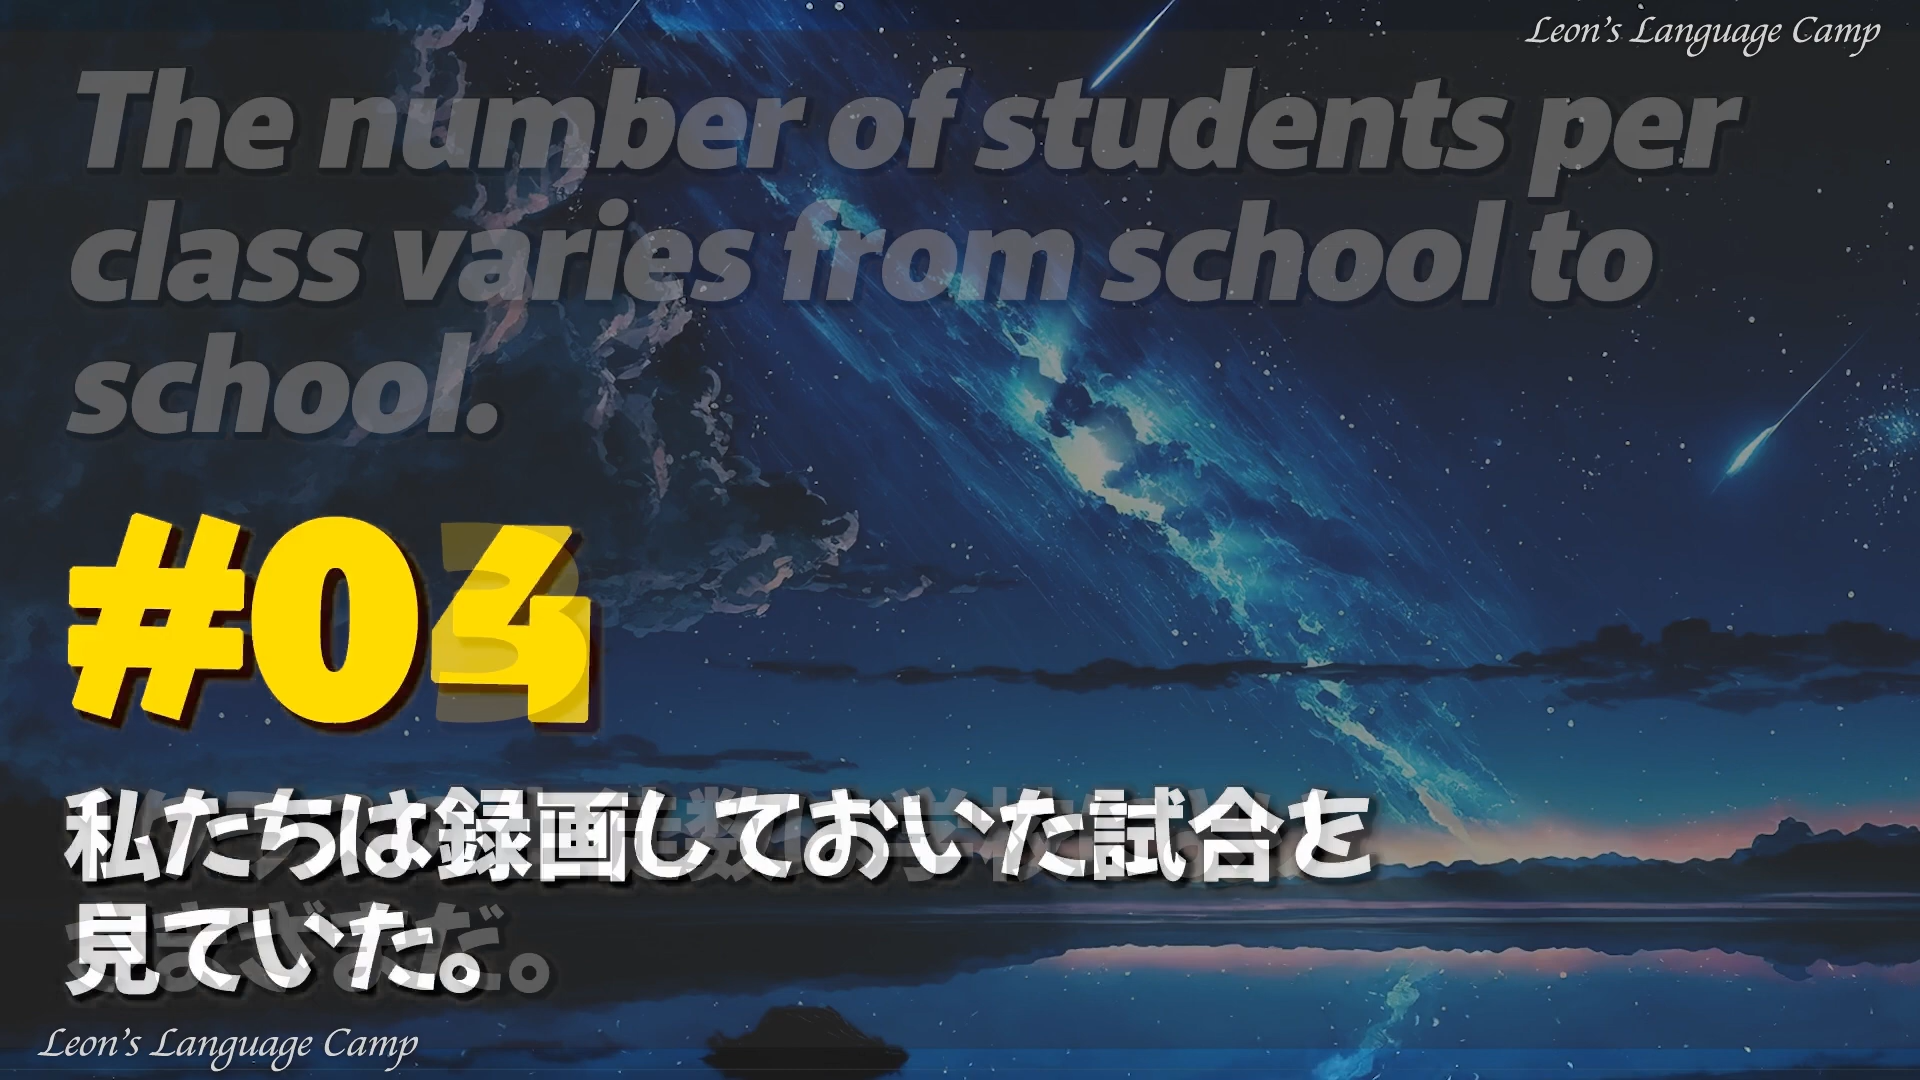 Leon's Language Camp
The number of students per
class varies from school to
school.
#04
私たちは録画しておいた試合を
見ていた。
Leon's Language Camp